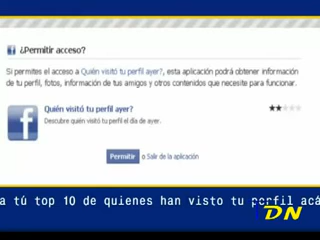 ¿Permitir acceso?
Si permites el acceso a Quién visitó tu perfil ayer?, esta aplicación podrá obtener información
de tu perfil, fotos, información de tus amigos y otros contenidos que necesite para funcionar.
Quién visitó tu perfil ayer?
Descubre quién visitó tu perfil el día de ayer.
Permitir o Salir de la aplicación
a tú top 10 de quienes han visto tu perfil acá
DN